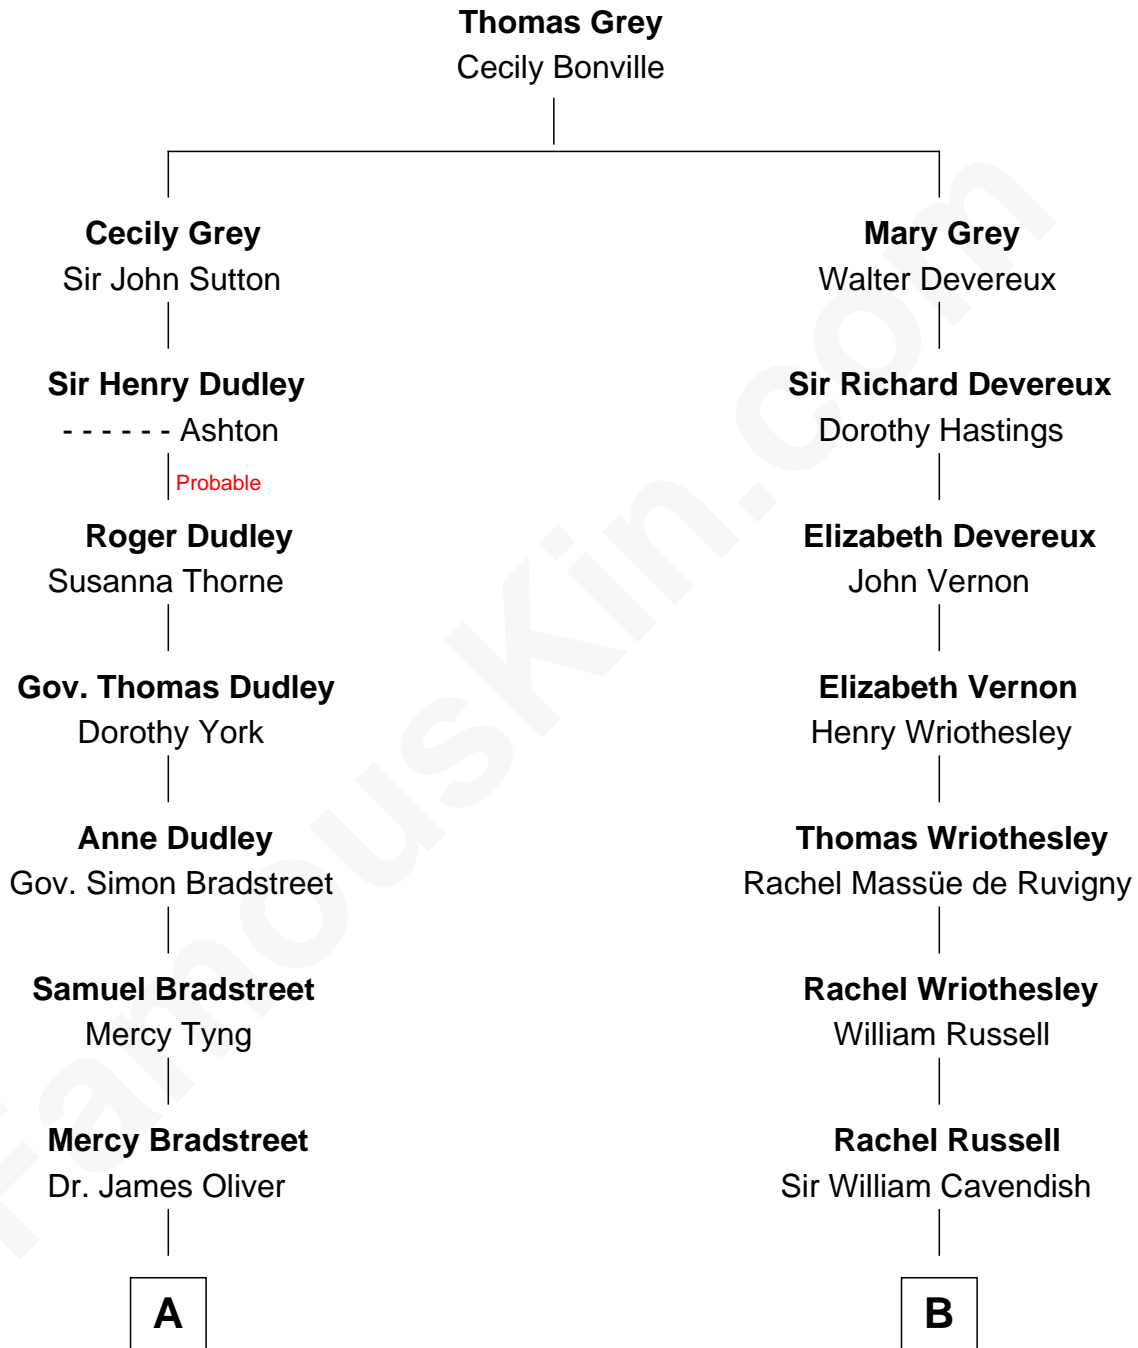 Thomas Grey
Cecily Bonville
Cecily Grey
Sir John Sutton
Mary Grey
Walter Devereux
Sir Henry Dudley
- - - - - - Ashton
Sir Richard Devereux
Dorothy Hastings
Probable
Roger Dudley
Susanna Thorne
Elizabeth Devereux
John Vernon
Gov. Thomas Dudley
Dorothy York
Elizabeth Vernon
Henry Wriothesley
Anne Dudley
Gov. Simon Bradstreet
Thomas Wriothesley
Rachel Massüe de Ruvigny
Samuel Bradstreet
Mercy Tyng
Rachel Wriothesley
William Russell
Mercy Bradstreet
Dr. James Oliver
Rachel Russell
Sir William Cavendish
A
B
FamousKin.com